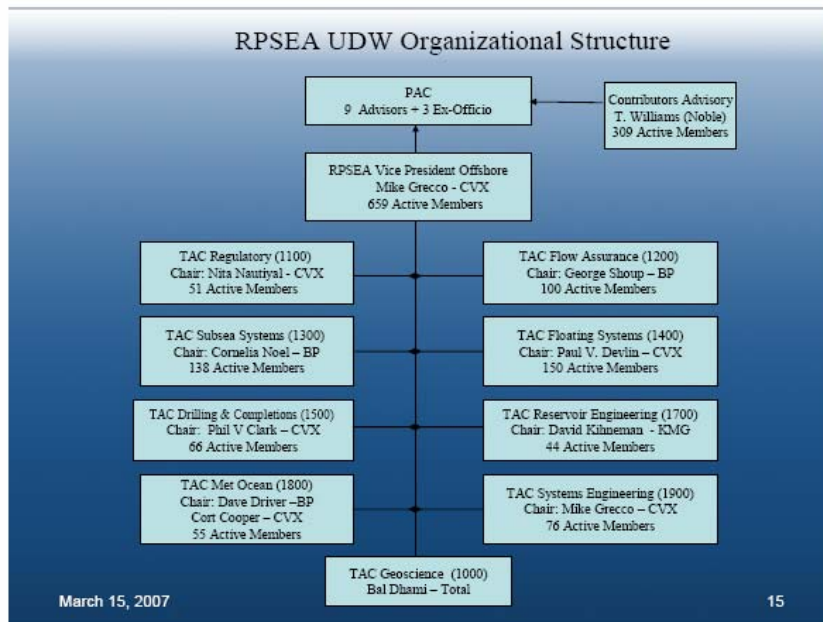 RPSEA UDW Organizational Structure
PAC
9 Advisors + 3 Ex-Officio
Contributors Advisory
T. Williams (Noble)
309 Active Members
RPSEA Vice President Offshore
Mike Grecco - CVX
659 Active Members
TAC Regulatory (1100)
Chair: Nita Nautiyal - CVX
51 Active Members
TAC Flow Assurance (1200)
Chair: George Shoup – BP
100 Active Members
TAC Subsea Systems (1300)
Chair: Cornelia Noel – BP
138 Active Members
TAC Floating Systems (1400)
Chair: Paul V. Devlin – CVX
150 Active Members
TAC Drilling & Completions (1500)
Chair: Phil V Clark – CVX
66 Active Members
TAC Reservoir Engineering (1700)
Chair: David Kihneman - KMG
44 Active Members
TAC Met Ocean (1800)
Chair: Dave Driver –BP
Cort Cooper – CVX
55 Active Members
TAC Systems Engineering (1900)
Chair: Mike Grecco – CVX
76 Active Members
TAC Geoscience (1000)
Bal Dhami – Total
March 15, 2007
15